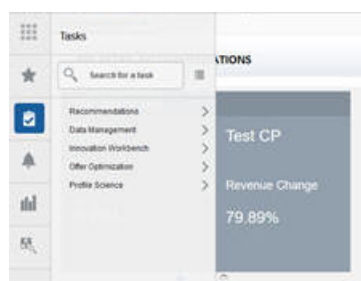 Tasks
Search for a task
ATIONS
Recommendations
Data Management
Innovation Workbench
Offer Optimization
Profile Science
Test CP
Revenue Change
79.89%